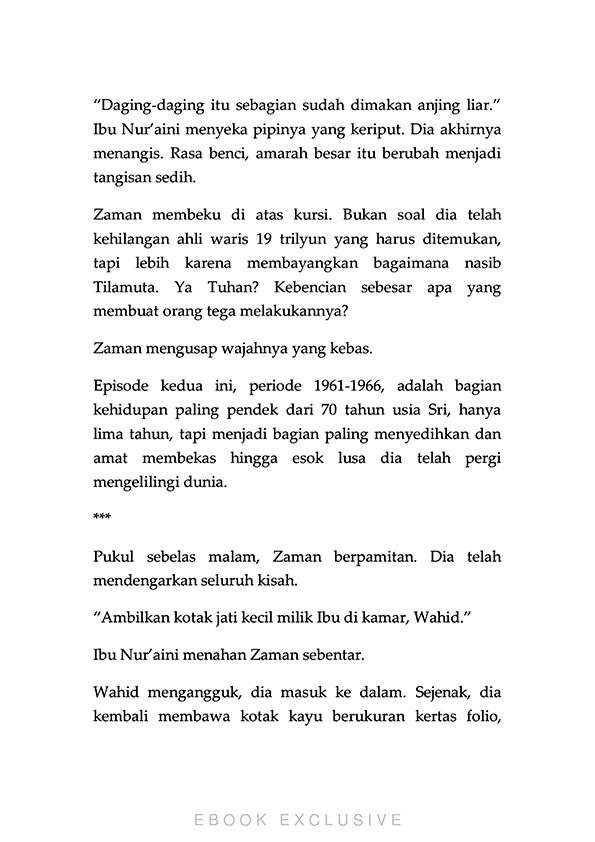 “Daging-daging itu sebagian sudah dimakan anjing liar.”
Ibu Nur’aini menyeka pipinya yang keriput. Dia akhirnya
menangis. Rasa benci, amarah besar itu berubah menjadi
tangisan sedih.
Zaman membeku di atas kursi. Bukan soal dia telah
kehilangan ahli waris 19 trilyun yang harus ditemukan,
tapi lebih karena membayangkan bagaimana nasib
Tilamuta. Ya Tuhan? Kebencian sebesar apa yang
membuat orang tega melakukannya?
Zaman mengusap wajahnya yang kebas.
Episode kedua ini, periode 1961-1966, adalah bagian
kehidupan paling pendek dari 70 tahun usia Sri, hanya
lima tahun, tapi menjadi bagian paling menyedihkan dan
amat membekas hingga esok lusa dia telah pergi
mengelilingi dunia.
***
Pukul sebelas malam, Zaman berpamitan. Dia telah
mendengarkan seluruh kisah.
“Ambilkan kotak jati kecil milik Ibu di kamar, Wahid.”
Ibu Nur’aini menahan Zaman sebentar.
Wahid mengangguk, dia masuk ke dalam. Sejenak, dia
kembali membawa kotak kayu berukuran kertas folio,
EBOOK EXCLUSIVE